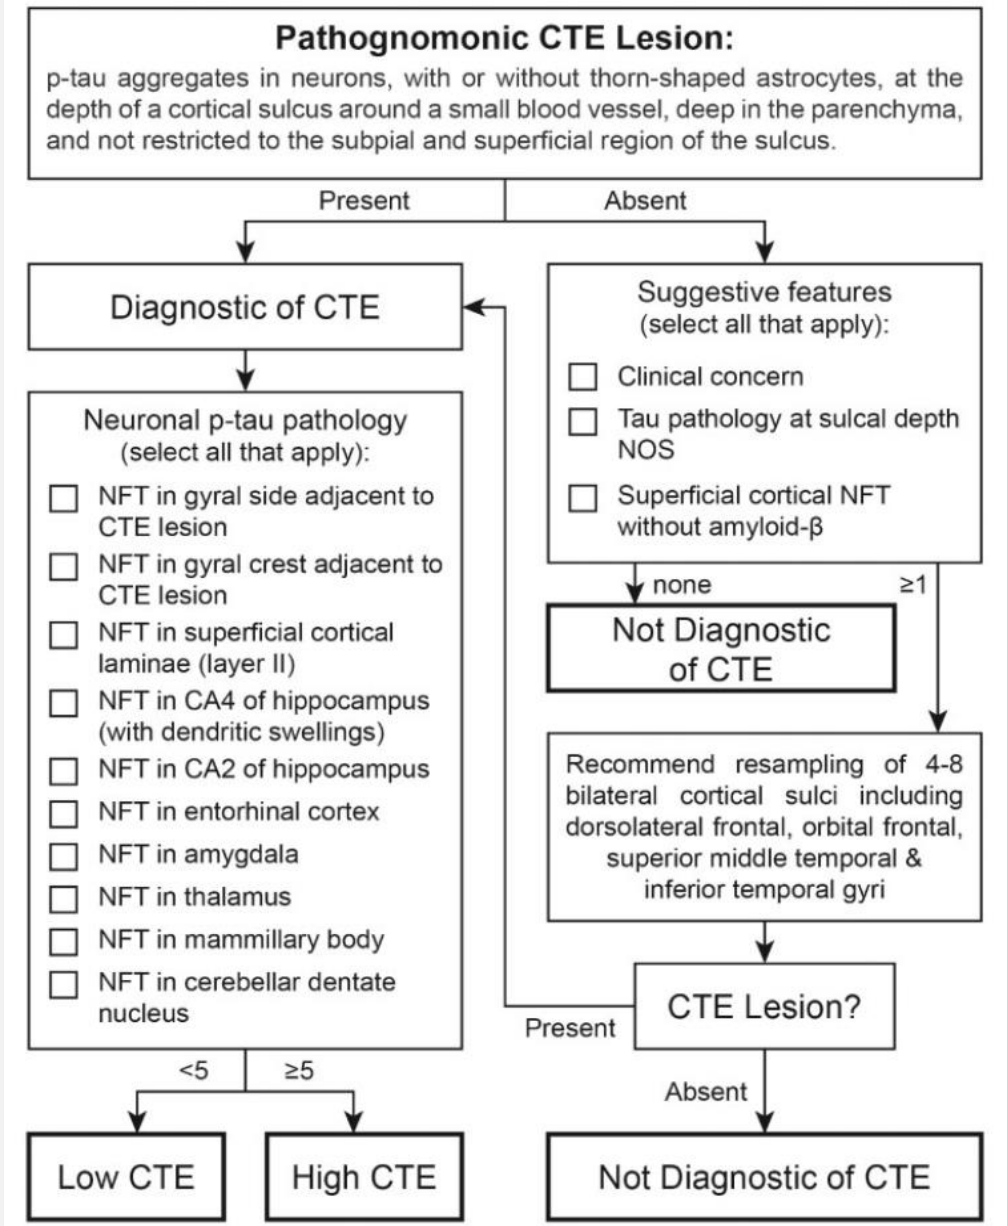 Pathognomonic CTE Lesion:
p-tau aggregates in neurons, with or without thorn-shaped astrocytes, at the
depth of a cortical sulcus around a small blood vessel, deep in the parenchyma,
and not restricted to the subpial and superficial region of the sulcus.
Present
Absent
Diagnostic of CTE
Neuronal p-tau pathology
(select all that apply):
NFT in gyral side adjacent to
CTE lesion
NFT in gyral crest adjacent to
CTE lesion
NFT in superficial cortical
laminae (layer II)
NFT in CA4 of hippocampus
(with dendritic swellings)
NFT in CA2 of hippocampus
NFT in entorhinal cortex
NFT in amygdala
NFT in thalamus
NFT in mammillary body
NFT in cerebellar dentate
nucleus
<5
≥5
Low CTE
High CTE
Suggestive features
(select all that apply):
Clinical concern
Tau pathology at sulcal depth
NOS
Superficial cortical NFT
without amyloid-β
none
≥1
Not Diagnostic
of CTE
Recommend resampling of 4-8
bilateral cortical sulci including
dorsolateral frontal, orbital frontal,
superior middle temporal &
inferior temporal gyri
CTE Lesion?
Present
Absent
Not Diagnostic of CTE